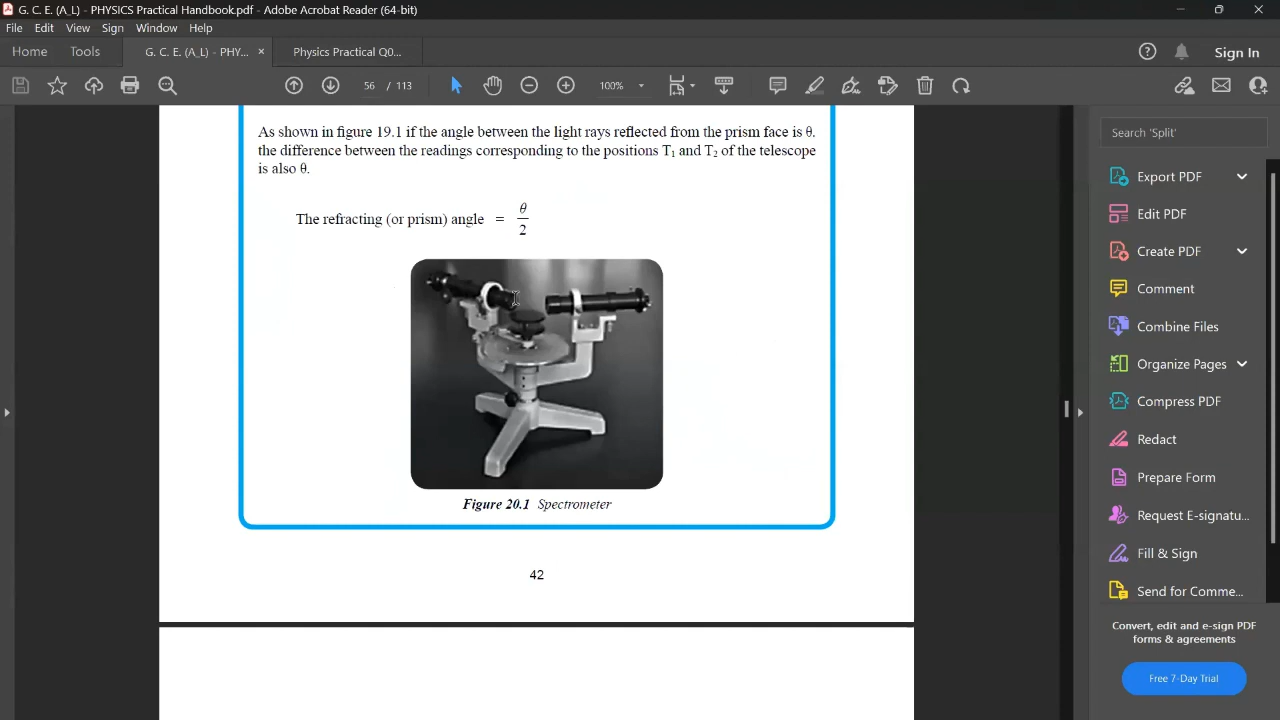 G. C. E. (A_L) - PHYSICS Practical Handbook.pdf - Adobe Acrobat Reader (64-bit)
File Edit View Sign Window Help
Home Tools G. C. E. (A_L) - PHY... × Physics Practical Q0... Sign In
56 / 113 100%
As shown in figure 19.1 if the angle between the light rays reflected from the prism face is θ.
the difference between the readings corresponding to the positions T₁ and T₂ of the telescope
is also θ.
The refracting (or prism) angle = θ
2
Figure 20.1 Spectrometer
42
Search 'Split'
Export PDF
Edit PDF
Create PDF
Comment
Combine Files
Organize Pages
Compress PDF
Redact
Prepare Form
Request E-signatu...
Fill & Sign
Send for Comme...
Convert, edit and e-sign PDF
forms & agreements
Free 7-Day Trial